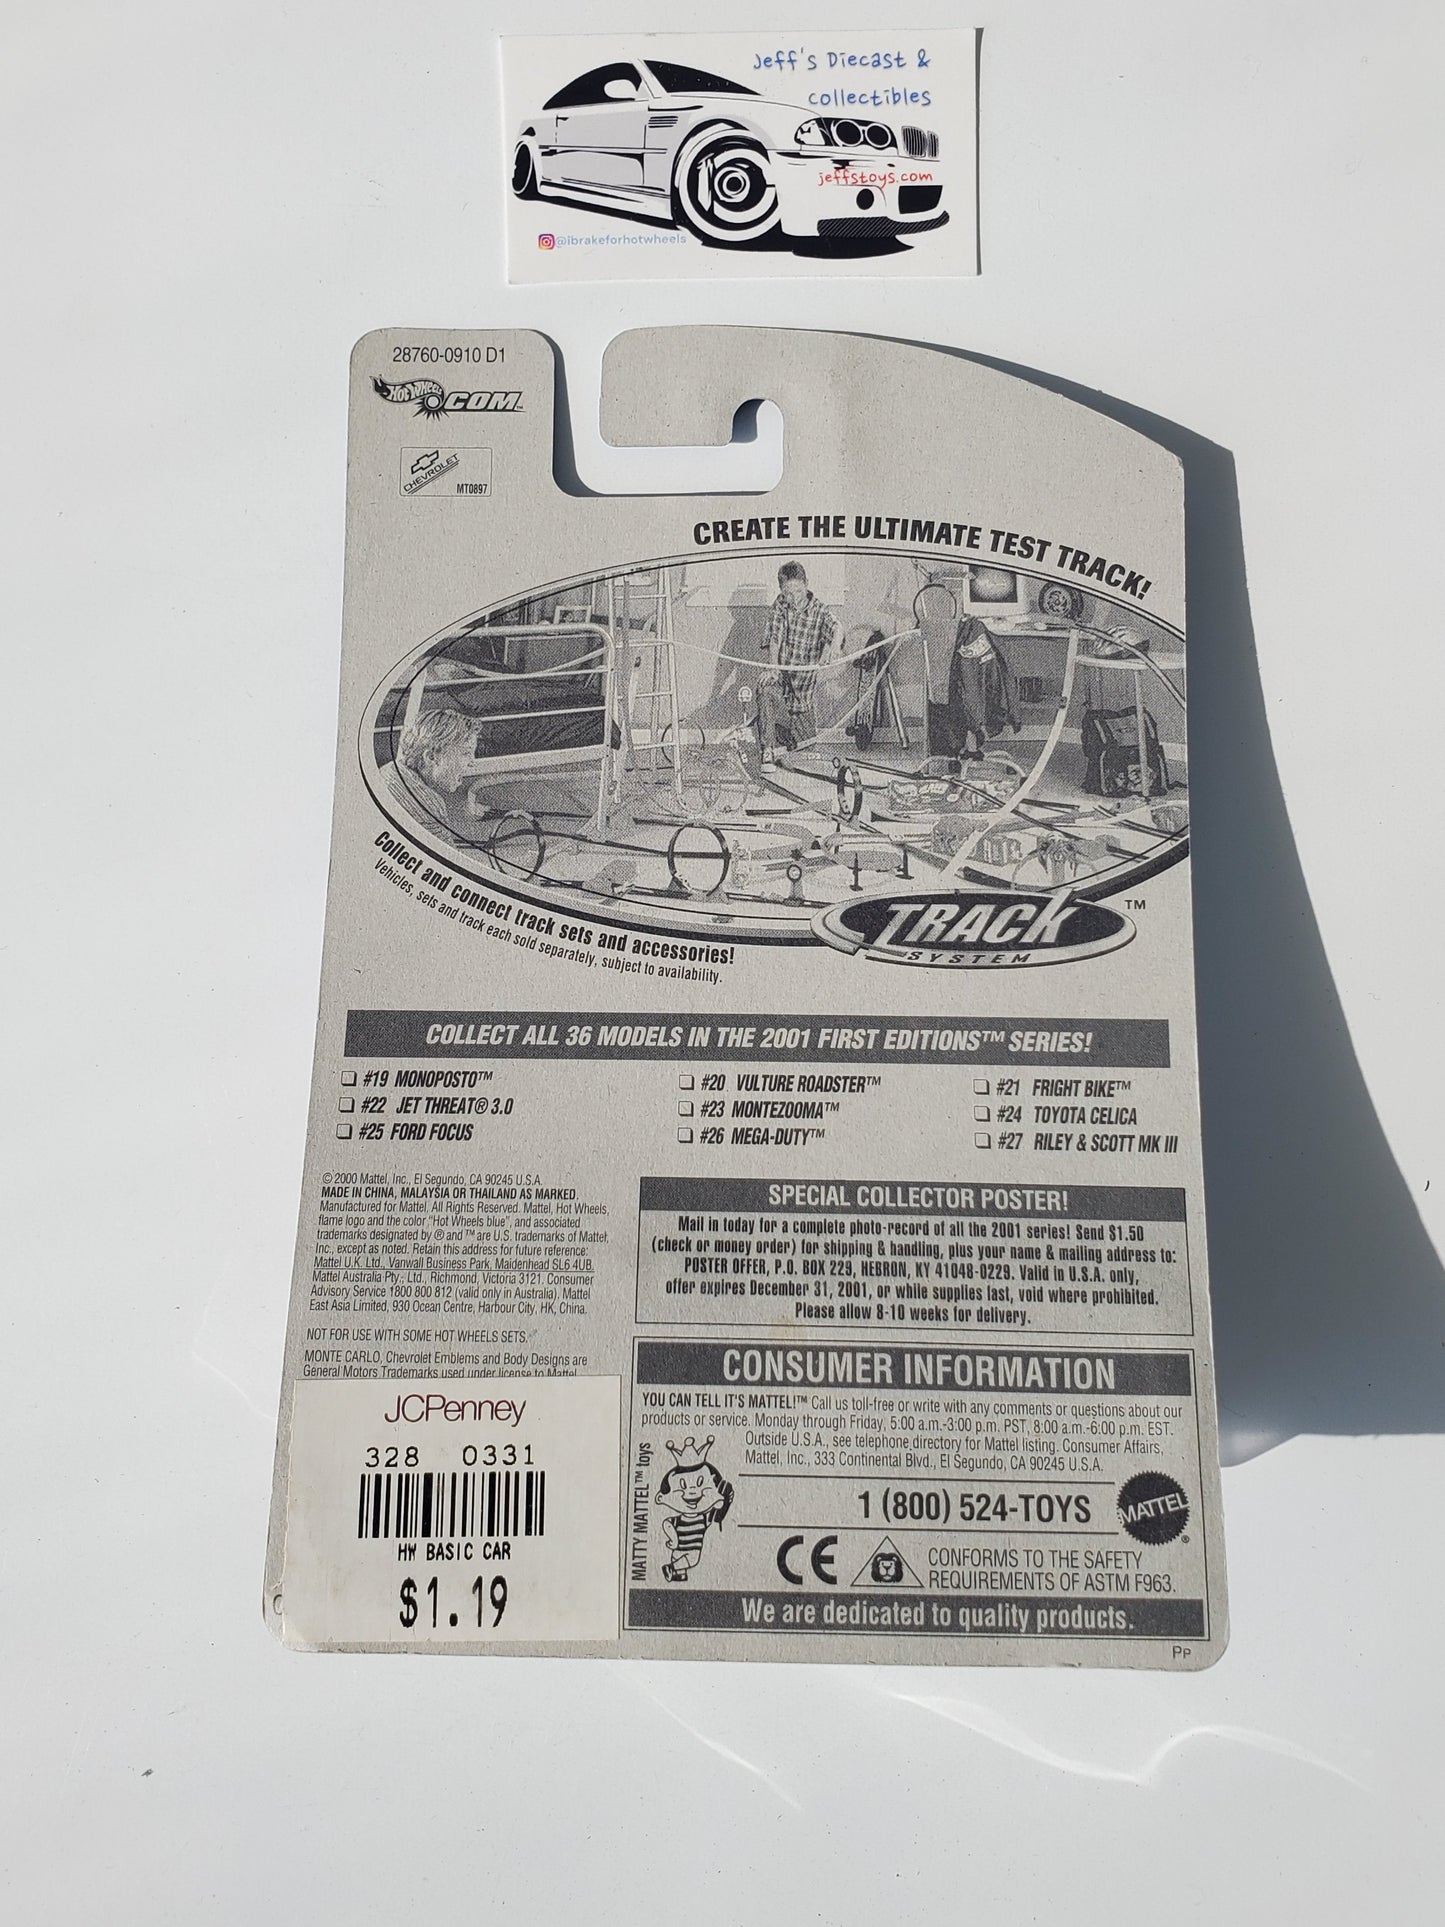 Jeff's Diecast &
collectibles
jeffstoys.com
@ibrakeforhotwheels
28760-0910 D1
HOT WHEELS .COM™
CHEVROLET
MT0897
CREATE THE ULTIMATE TEST TRACK!
Collect and connect track sets and accessories!
Vehicles, sets and track each sold separately, subject to availability.
TRACK ™
SYSTEM
COLLECT ALL 36 MODELS IN THE 2001 FIRST EDITIONS™ SERIES!
#19 MONOPOSTO™
#20 VULTURE ROADSTER™
#21 FRIGHT BIKE™
#22 JET THREAT® 3.0
#23 MONTEZOOMA™
#24 TOYOTA CELICA
#25 FORD FOCUS
#26 MEGA-DUTY™
#27 RILEY & SCOTT MK III
© 2000 Mattel, Inc., El Segundo, CA 90245 U.S.A.
MADE IN CHINA, MALAYSIA OR THAILAND AS MARKED.
Manufactured for Mattel. All Rights Reserved. Mattel, Hot Wheels,
flame logo and the color "Hot Wheels blue", and associated
trademarks designated by ® and ™ are U.S. trademarks of Mattel,
Inc., except as noted. Retain this address for future reference:
Mattel U.K. Ltd., Vanwall Business Park, Maidenhead SL6 4UB.
Mattel Australia Pty., Ltd., Richmond, Victoria 3121. Consumer
Advisory Service 1800 800 812 (valid only in Australia). Mattel
East Asia Limited, 930 Ocean Centre, Harbour City, HK, China.
NOT FOR USE WITH SOME HOT WHEELS SETS.
MONTE CARLO, Chevrolet Emblems and Body Designs are
General Motors Trademarks used under license to Mattel
JCPenney
328 0331
HW BASIC CAR
$1.19
SPECIAL COLLECTOR POSTER!
Mail in today for a complete photo-record of all the 2001 series! Send $1.50
(check or money order) for shipping & handling, plus your name & mailing address to:
POSTER OFFER, P.O. BOX 229, HEBRON, KY 41048-0229. Valid in U.S.A. only,
offer expires December 31, 2001, or while supplies last, void where prohibited.
Please allow 8-10 weeks for delivery.
CONSUMER INFORMATION
YOU CAN TELL IT'S MATTEL!™ Call us toll-free or write with any comments or questions about our
products or service. Monday through Friday, 5:00 a.m.-3:00 p.m. PST, 8:00 a.m.-6:00 p.m. EST.
Outside U.S.A., see telephone directory for Mattel listing. Consumer Affairs,
Mattel, Inc., 333 Continental Blvd., El Segundo, CA 90245 U.S.A.
MATTY MATTEL™ toys
1 (800) 524-TOYS
MATTEL®
CE
CONFORMS TO THE SAFETY
REQUIREMENTS OF ASTM F963.
We are dedicated to quality products.
PP